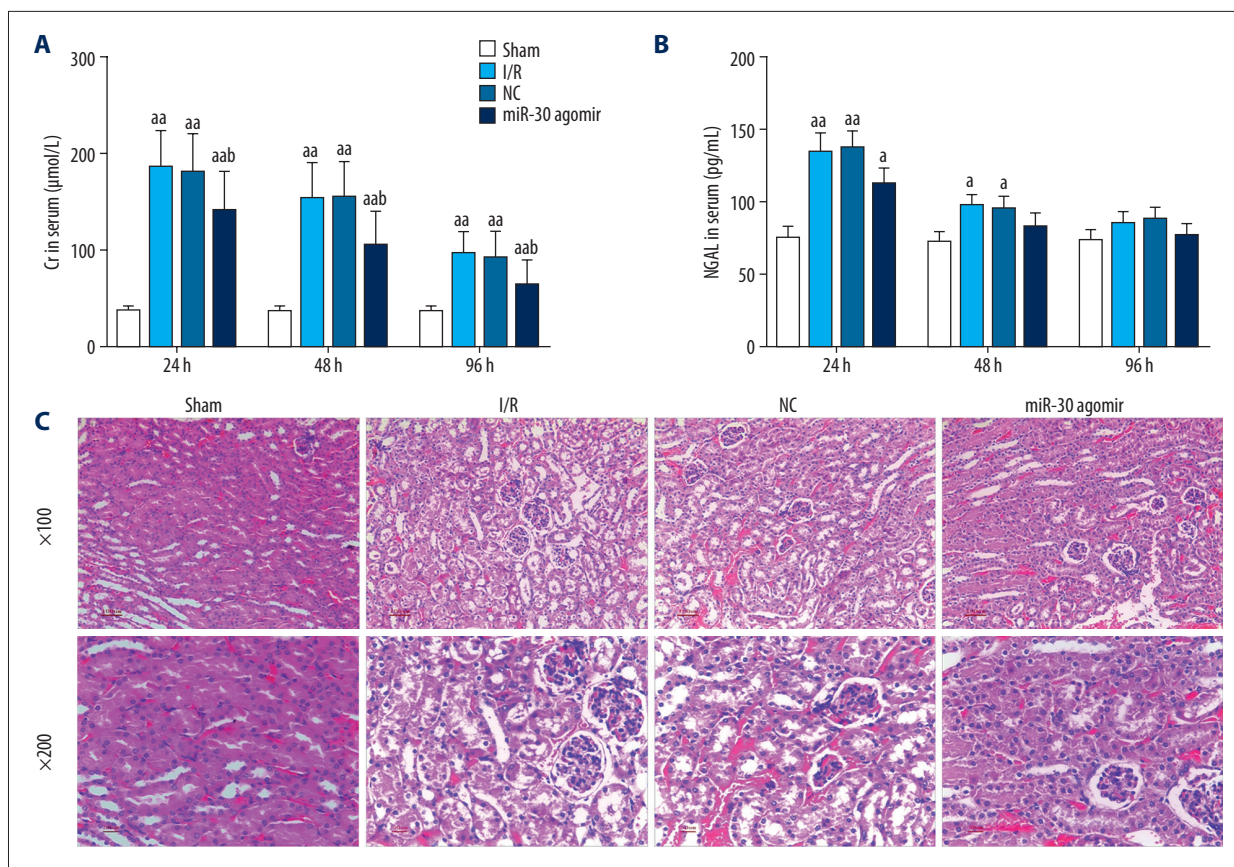 A
300
200
100
0
Cr in serum (µmol/L)
aa
aa
aab
aa
aa
aab
aa
aa
aab
24 h
48 h
96 h
Sham
I/R
NC
miR-30 agomir
B
200
150
100
50
0
NGAL in serum (pg/mL)
aa
aa
a
a
a
24 h
48 h
96 h
C
Sham
I/R
NC
miR-30 agomir
×100
×200